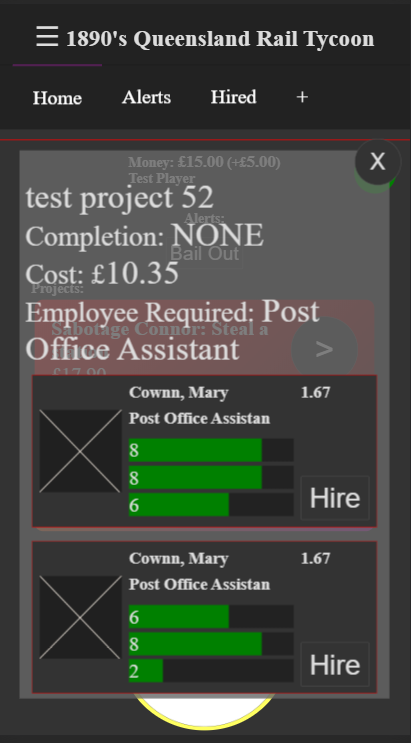 ☰ 1890's Queensland Rail Tycoon
Home Alerts Hired +
Money: £15.00 (+£5.00)
Test Player
X
test project 52
Alerts:
Completion: NONE
Bail Out
Cost: £10.35
Projects:
Employee Required: Post
Sabotage Connor: Steal a
Office Assistant
>
£17.90
Cownn, Mary 1.67
Post Office Assistan
8
8
6
Hire
Cownn, Mary 1.67
Post Office Assistan
6
8
2
Hire